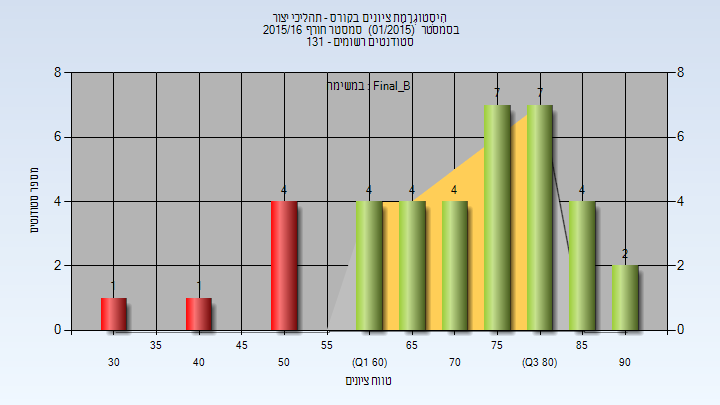 היסטוגרמת ציונים בקורס - תהליכי יצור
בסמסטר (01/2015) סמסטר חורף 2015/16
סטודנטים רשומים - 131
במשימה : Final_B
8 8
6 6
4 4
2 2
0 0
מספר סטודנטים
1 1 4 4 4 4 7 7 4 2
35 45 55 65 75 85
30 40 50 (Q1 60) 70 (Q3 80) 90
טווח ציונים